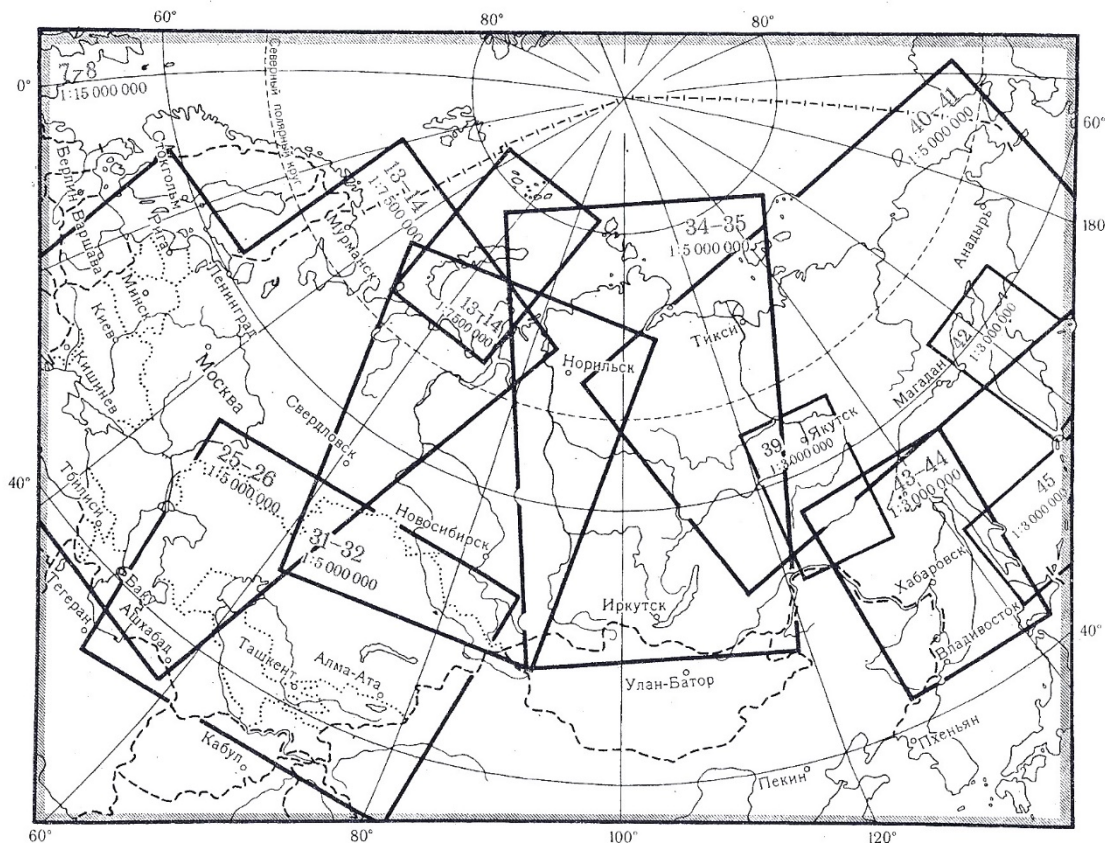 60°
80°
80°
7-8
1:15 000 000
0°
Северный полярный круг
40-41
1:5 000 000
60°
13-14
1:7 500 000
34-35
1:5 000 000
180
Берлин
Стокгольм
Варшава
Рига
Мурманск
Анадырь
Минск
Ленинград
13-14
1:7 500 000
Тикси
42
1:3 000 000
Киев
Кишинев
Москва
Норильск
Магадан
Свердловск
39
1:3 000 000
Якутск
25-26
1:5 000 000
43-44
1:3 000 000
45
1:3 000 000
40°
Тбилиси
Новосибирск
31-32
1:5 000 000
Хабаровск
Баку
Тегеран
Ашхабад
Иркутск
Владивосток
40°
Ташкент
Алма-Ата
Улан-Батор
Кабул
Пхеньян
Пекин
60°
80°
100°
120°